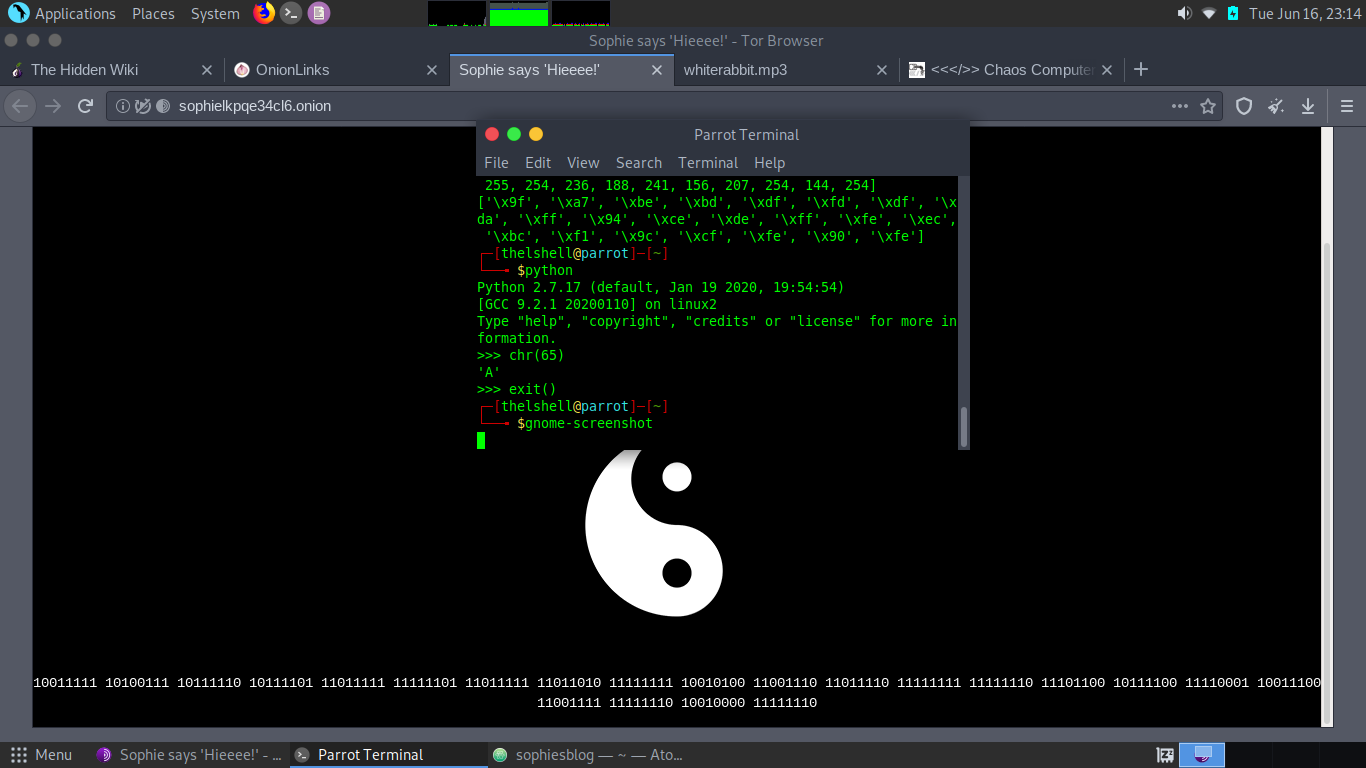 Applications Places System Tue Jun 16, 23:14
Sophie says 'Hieeee!' - Tor Browser
The Hidden Wiki OnionLinks Sophie says 'Hieeee!' whiterabbit.mp3 <<</>> Chaos Computer
sophielkpqe34cl6.onion
Parrot Terminal
File Edit View Search Terminal Help
255, 254, 236, 188, 241, 156, 207, 254, 144, 254]
['\x9f', '\xa7', '\xbe', '\xbd', '\xdf', '\xfd', '\xdf', '\x
da', '\xff', '\x94', '\xce', '\xde', '\xff', '\xfe', '\xec',
'\xbc', '\xf1', '\x9c', '\xcf', '\xfe', '\x90', '\xfe']
┌─[thelshell@parrot]─[~]
└──╼ $python
Python 2.7.17 (default, Jan 19 2020, 19:54:54)
[GCC 9.2.1 20200110] on linux2
Type "help", "copyright", "credits" or "license" for more in
formation.
>>> chr(65)
'A'
>>> exit()
┌─[thelshell@parrot]─[~]
└──╼ $gnome-screenshot
10011111 10100111 10111110 10111101 11011111 11111101 11011111 11011010 11111111 10010100 11001110 11011110 11111111 11111110 11101100 10111100 11110001 10011100
11001111 11111110 10010000 11111110
Menu Sophie says 'Hieeee!' - ... Parrot Terminal sophiesblog — ~ — Ato...